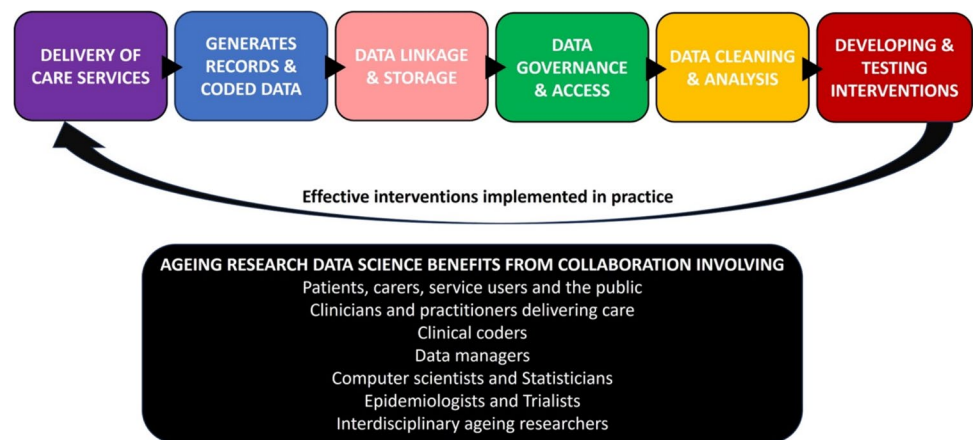 DELIVERY OF
CARE SERVICES
GENERATES
RECORDS &
CODED DATA
DATA LINKAGE
& STORAGE
DATA
GOVERNANCE
& ACCESS
DATA CLEANING
& ANALYSIS
DEVELOPING &
TESTING
INTERVENTIONS
Effective interventions implemented in practice
AGEING RESEARCH DATA SCIENCE BENEFITS FROM COLLABORATION INVOLVING
Patients, carers, service users and the public
Clinicians and practitioners delivering care
Clinical coders
Data managers
Computer scientists and Statisticians
Epidemiologists and Trialists
Interdisciplinary ageing researchers